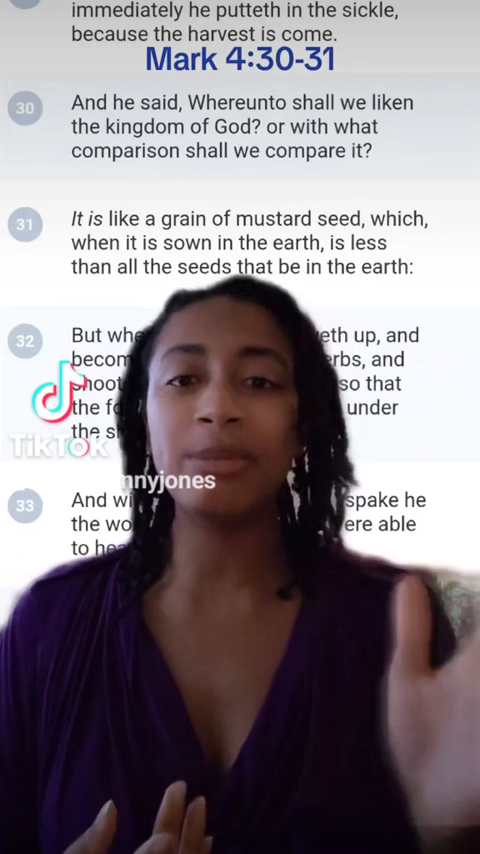 immediately he putteth in the sickle,
because the harvest is come.
Mark 4:30-31
30
And he said, Whereunto shall we liken
the kingdom of God? or with what
comparison shall we compare it?
31
It is like a grain of mustard seed, which,
when it is sown in the earth, is less
than all the seeds that be in the earth:
32
But eth up, and
becom erbs, and
shoot so that
the under
the
TikTok
nnyjones
33
And spake he
the ere able
to